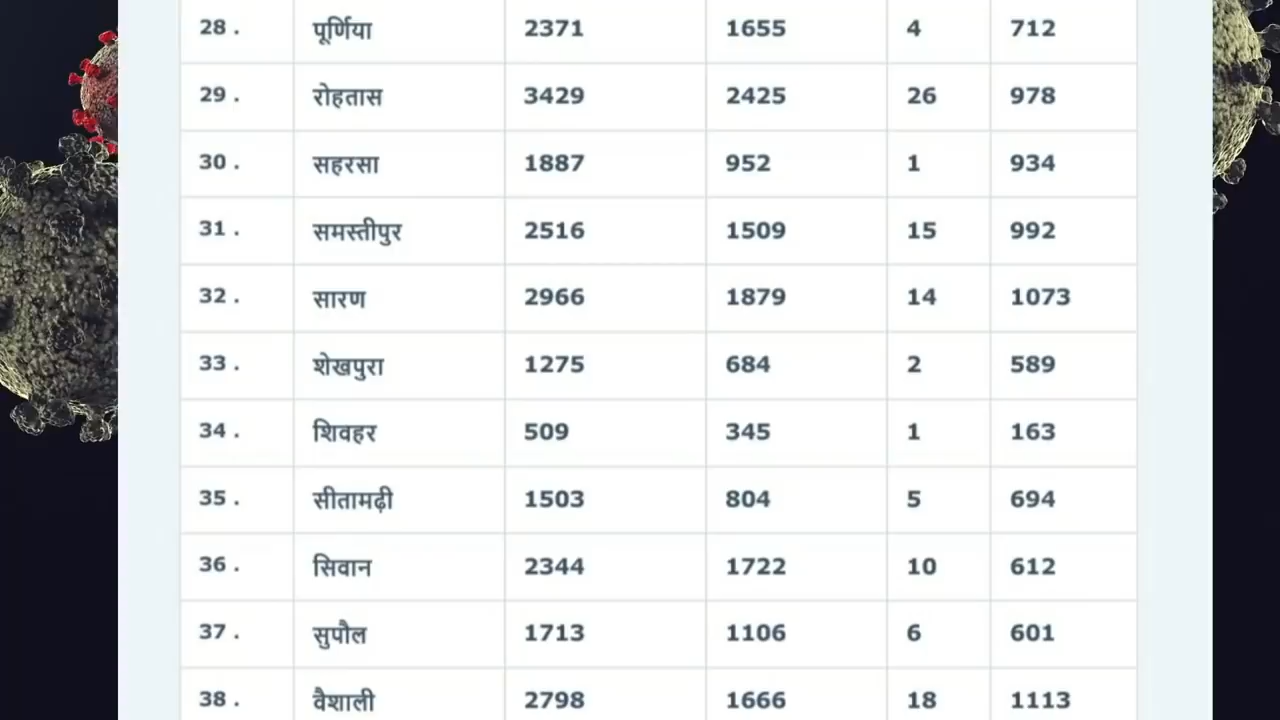 28 . पूर्णिया 2371 1655 4 712
29 . रोहतास 3429 2425 26 978
30 . सहरसा 1887 952 1 934
31 . समस्तीपुर 2516 1509 15 992
32 . सारण 2966 1879 14 1073
33 . शेखपुरा 1275 684 2 589
34 . शिवहर 509 345 1 163
35 . सीतामढ़ी 1503 804 5 694
36 . सिवान 2344 1722 10 612
37 . सुपौल 1713 1106 6 601
38 . वैशाली 2798 1666 18 1113